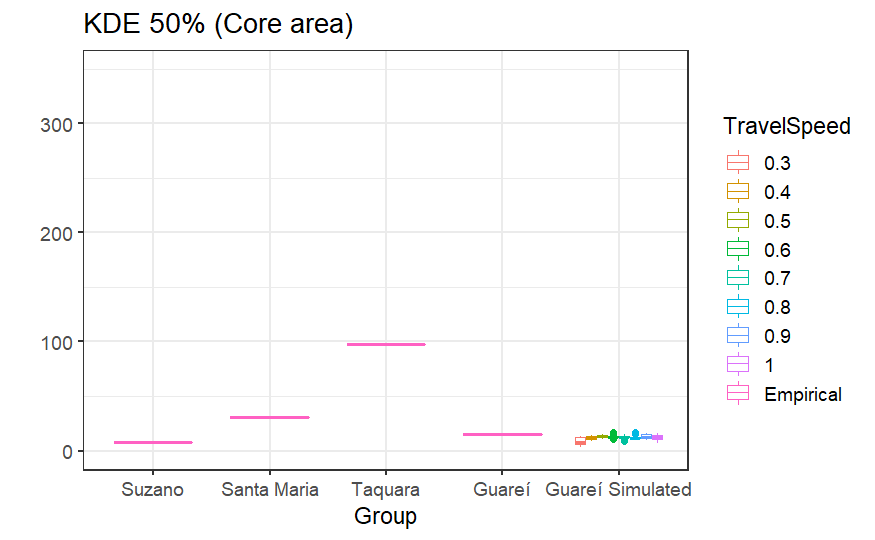 KDE 50% (Core area)
300
200
100
0
Suzano
Santa Maria
Taquara
Guareí
Guareí Simulated
Group
TravelSpeed
0.3
0.4
0.5
0.6
0.7
0.8
0.9
1
Empirical